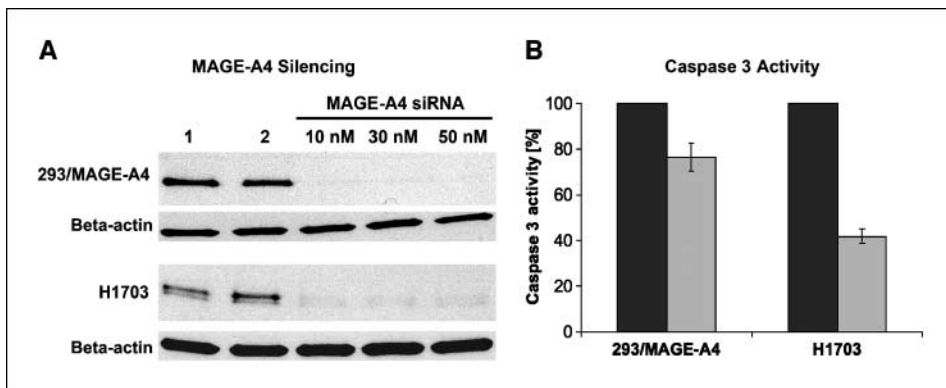 A
MAGE-A4 Silencing
MAGE-A4 siRNA
1 2 10 nM 30 nM 50 nM
293/MAGE-A4
Beta-actin
H1703
Beta-actin
B
Caspase 3 Activity
Caspase 3 activity [%]
100
80
60
40
20
0
293/MAGE-A4 H1703